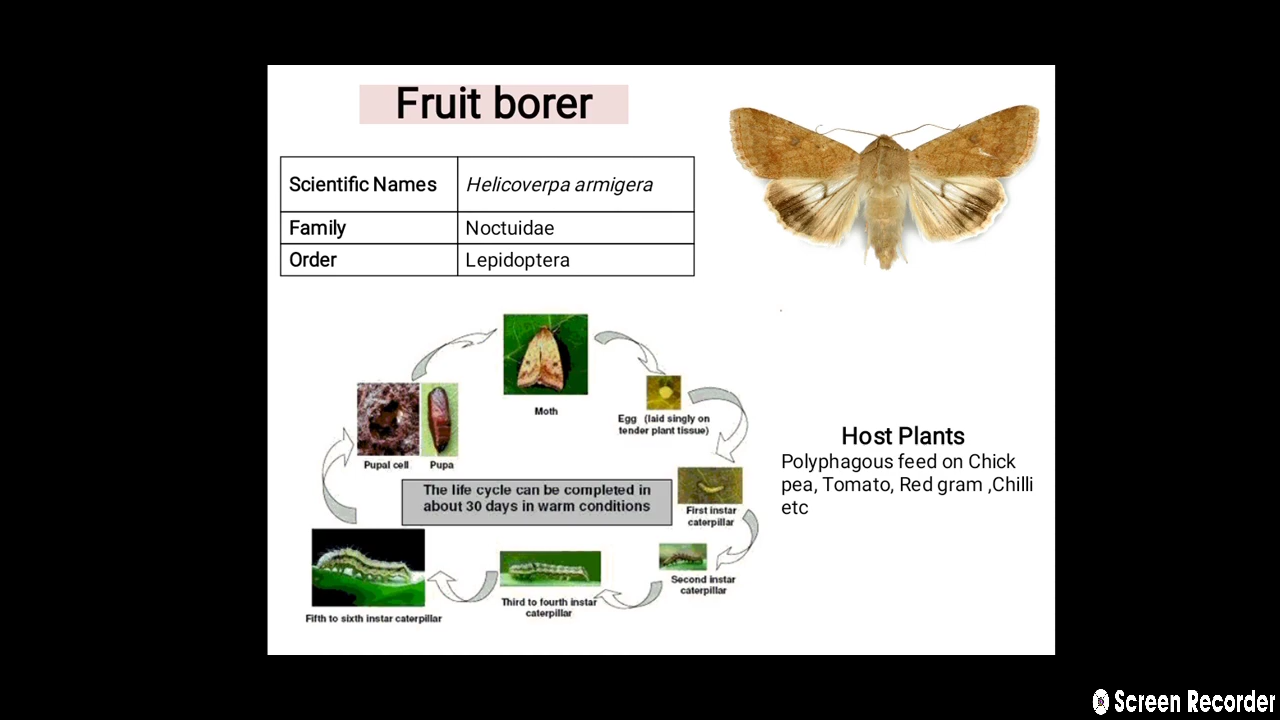 Fruit borer
Scientific Names Helicoverpa armigera
Family Noctuidae
Order Lepidoptera
Moth
Egg (laid singly on
tender plant tissue)
Pupal cell Pupa
The life cycle can be completed in
about 30 days in warm conditions
First instar
caterpillar
Second instar
caterpillar
Third to fourth instar
caterpillar
Fifth to sixth instar caterpillar
Host Plants
Polyphagous feed on Chick
pea, Tomato, Red gram ,Chilli
etc
Screen Recorder